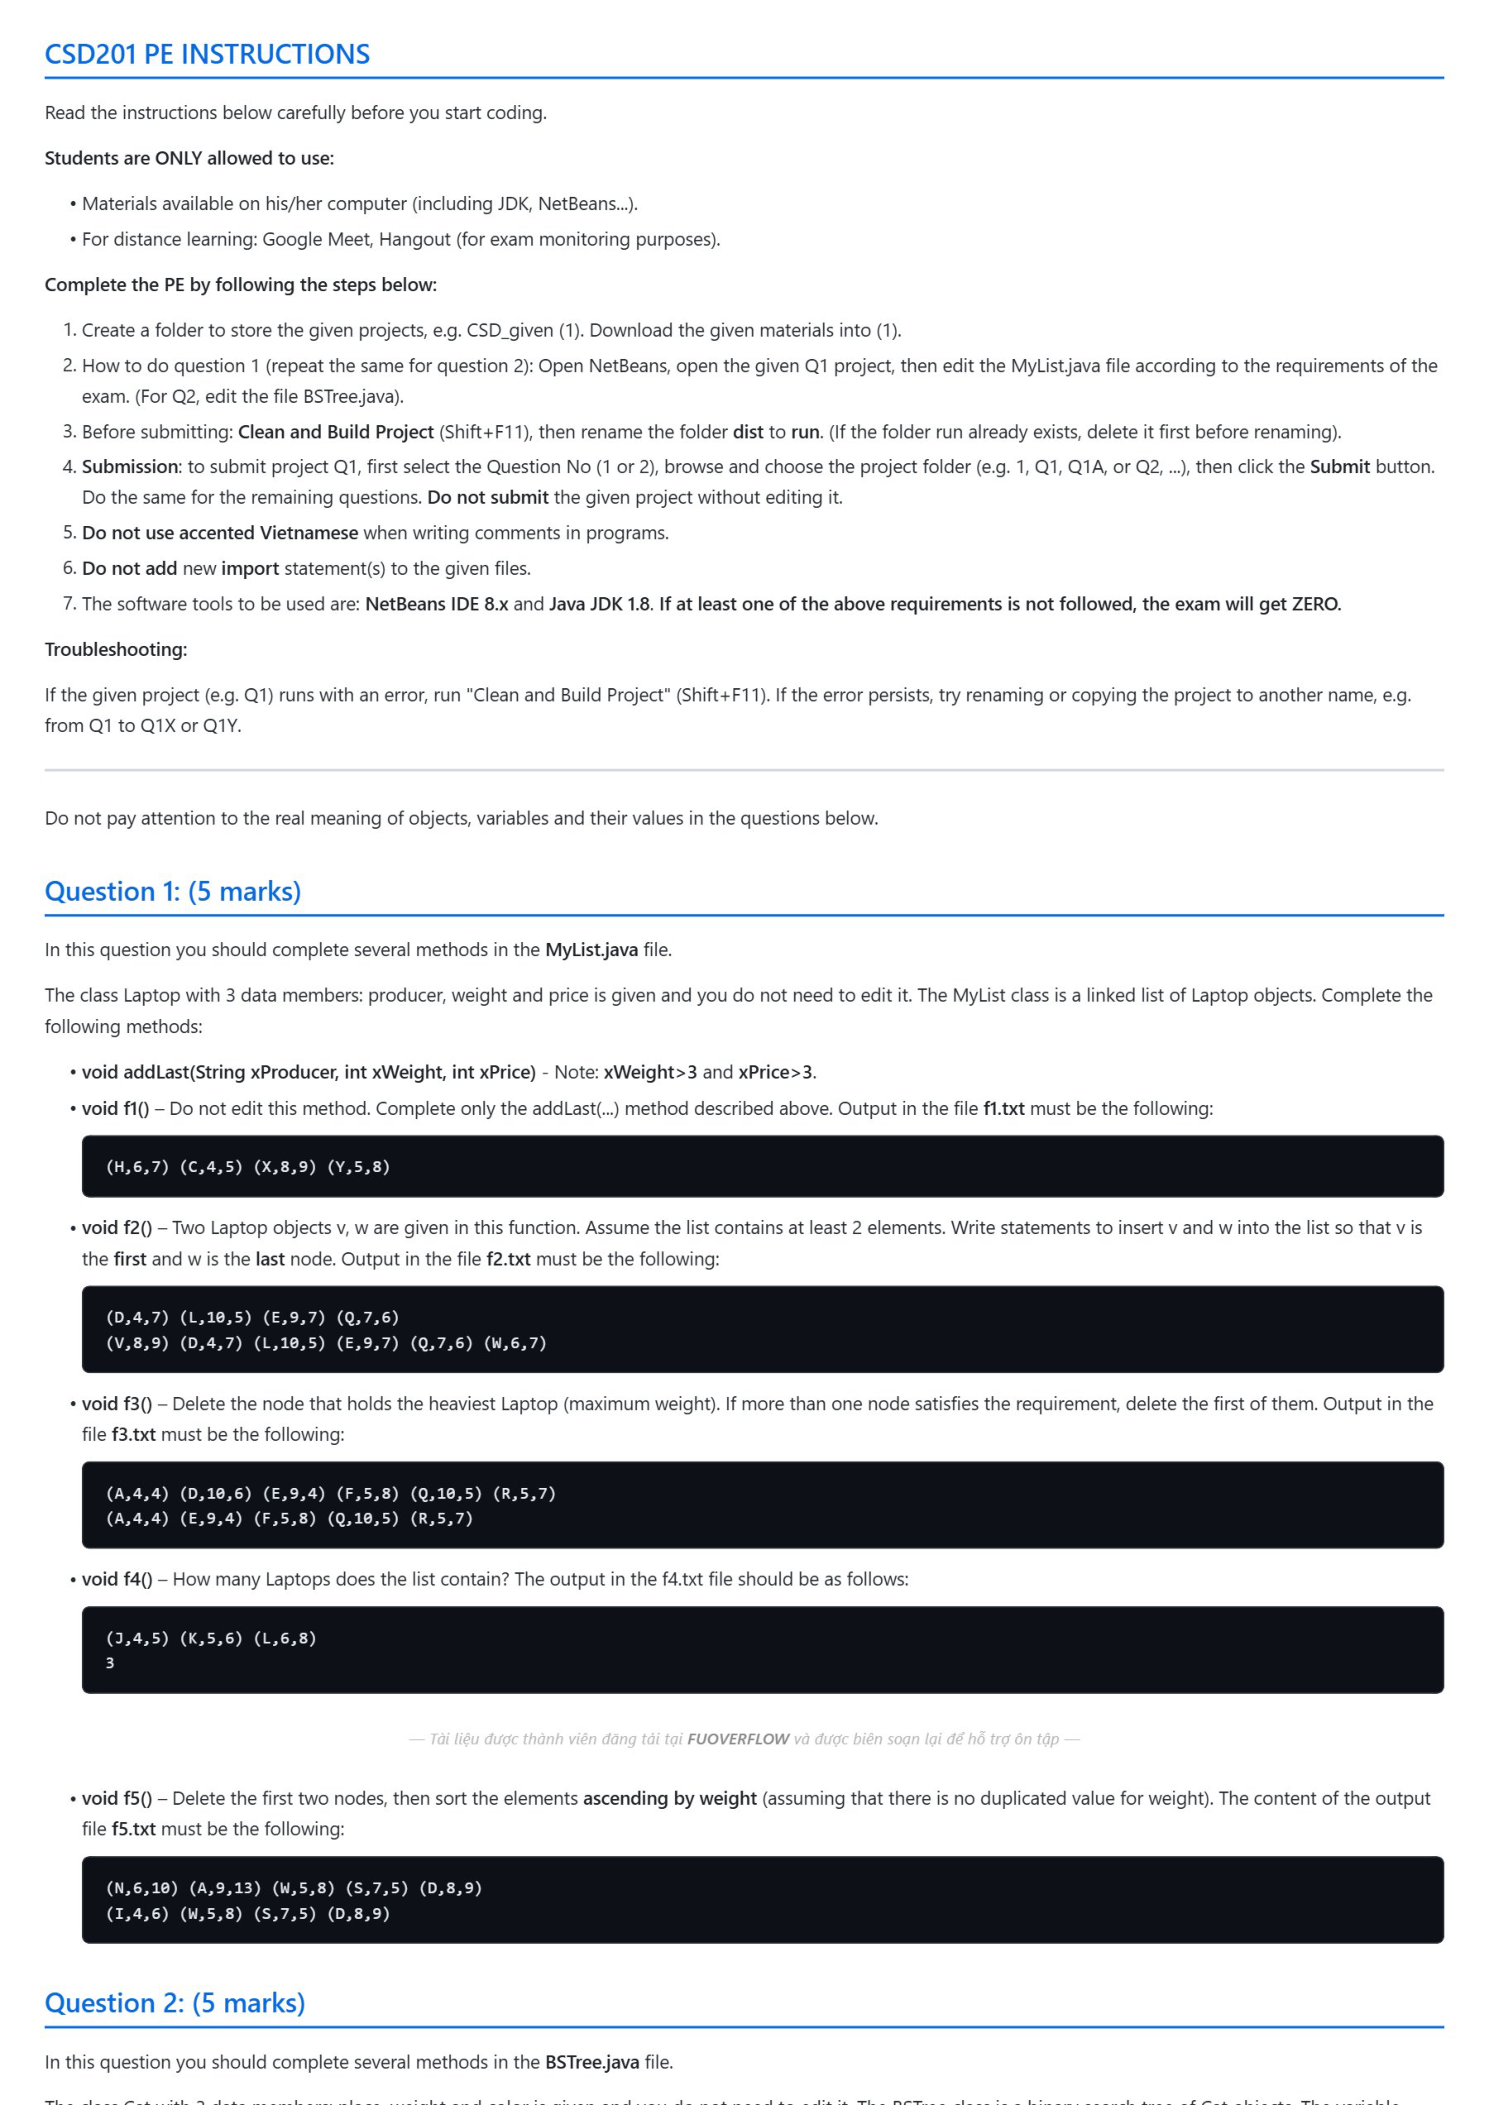 CSD201 PE INSTRUCTIONS
Read the instructions below carefully before you start coding.
Students are ONLY allowed to use:
• Materials available on his/her computer (including JDK, NetBeans...).
• For distance learning: Google Meet, Hangout (for exam monitoring purposes).
Complete the PE by following the steps below:
1. Create a folder to store the given projects, e.g. CSD_given (1). Download the given materials into (1).
2. How to do question 1 (repeat the same for question 2): Open NetBeans, open the given Q1 project, then edit the MyList.java file according to the requirements of the
exam. (For Q2, edit the file BSTree.java).
3. Before submitting: Clean and Build Project (Shift+F11), then rename the folder dist to run. (If the folder run already exists, delete it first before renaming).
4. Submission: to submit project Q1, first select the Question No (1 or 2), browse and choose the project folder (e.g. 1, Q1, Q1A, or Q2, ...), then click the Submit button.
Do the same for the remaining questions. Do not submit the given project without editing it.
5. Do not use accented Vietnamese when writing comments in programs.
6. Do not add new import statement(s) to the given files.
7. The software tools to be used are: NetBeans IDE 8.x and Java JDK 1.8. If at least one of the above requirements is not followed, the exam will get ZERO.
Troubleshooting:
If the given project (e.g. Q1) runs with an error, run "Clean and Build Project" (Shift+F11). If the error persists, try renaming or copying the project to another name, e.g.
from Q1 to Q1X or Q1Y.
Do not pay attention to the real meaning of objects, variables and their values in the questions below.
Question 1: (5 marks)
In this question you should complete several methods in the MyList.java file.
The class Laptop with 3 data members: producer, weight and price is given and you do not need to edit it. The MyList class is a linked list of Laptop objects. Complete the
following methods:
• void addLast(String xProducer, int xWeight, int xPrice) - Note: xWeight>3 and xPrice>3.
• void f1() – Do not edit this method. Complete only the addLast(...) method described above. Output in the file f1.txt must be the following:
(H,6,7) (C,4,5) (X,8,9) (Y,5,8)
• void f2() – Two Laptop objects v, w are given in this function. Assume the list contains at least 2 elements. Write statements to insert v and w into the list so that v is
the first and w is the last node. Output in the file f2.txt must be the following:
(D,4,7) (L,10,5) (E,9,7) (Q,7,6)
(V,8,9) (D,4,7) (L,10,5) (E,9,7) (Q,7,6) (W,6,7)
• void f3() – Delete the node that holds the heaviest Laptop (maximum weight). If more than one node satisfies the requirement, delete the first of them. Output in the
file f3.txt must be the following:
(A,4,4) (D,10,6) (E,9,4) (F,5,8) (Q,10,5) (R,5,7)
(A,4,4) (E,9,4) (F,5,8) (Q,10,5) (R,5,7)
• void f4() – How many Laptops does the list contain? The output in the f4.txt file should be as follows:
(J,4,5) (K,5,6) (L,6,8)
3
— Tài liệu được thành viên đăng tải tại FUOVERFLOW và được biên soạn lại để hỗ trợ ôn tập —
• void f5() – Delete the first two nodes, then sort the elements ascending by weight (assuming that there is no duplicated value for weight). The content of the output
file f5.txt must be the following:
(N,6,10) (A,9,13) (W,5,8) (S,7,5) (D,8,9)
(I,4,6) (W,5,8) (S,7,5) (D,8,9)
Question 2: (5 marks)
In this question you should complete several methods in the BSTree.java file.